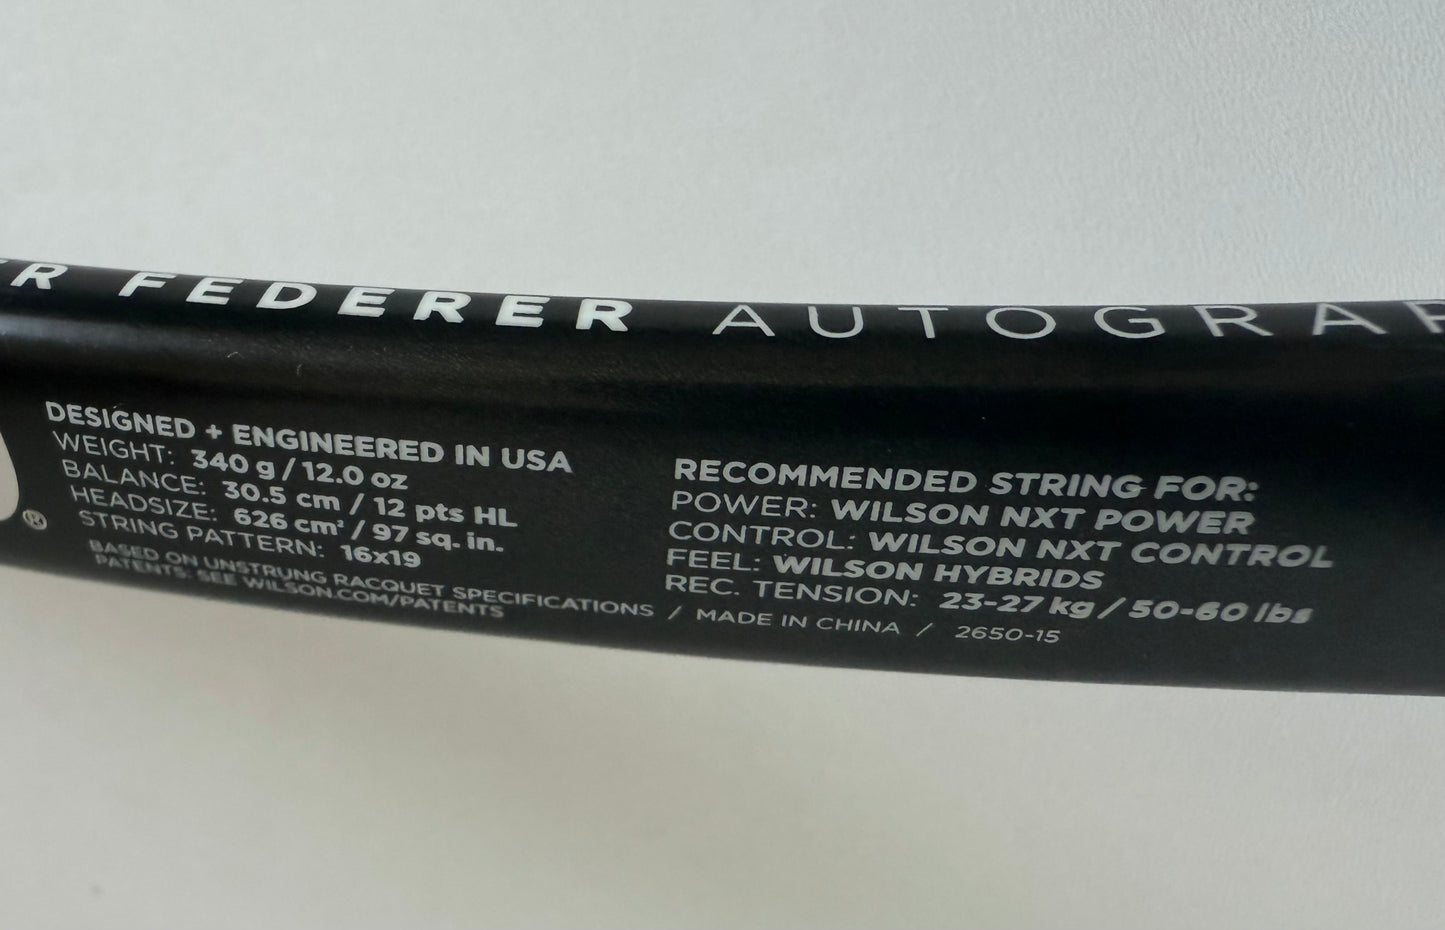 ER FEDERER AUTOGRAP
DESIGNED + ENGINEERED IN USA
WEIGHT: 340 g / 12.0 oz
BALANCE: 30.5 cm / 12 pts HL
HEADSIZE: 626 cm² / 97 sq. in.
STRING PATTERN: 16x19
BASED ON UNSTRUNG RACQUET SPECIFICATIONS / MADE IN CHINA / 2650-15
PATENTS: SEE WILSON.COM/PATENTS
®
RECOMMENDED STRING FOR:
POWER: WILSON NXT POWER
CONTROL: WILSON NXT CONTROL
FEEL: WILSON HYBRIDS
REC. TENSION: 23-27 kg / 50-60 lbs